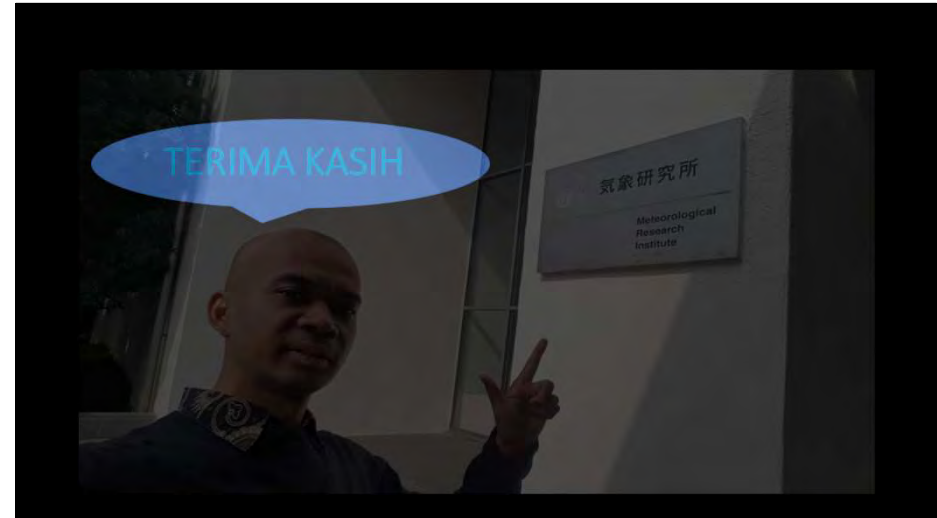 TERIMA KASIH
気象研究所
Meteorological
Research
Institute